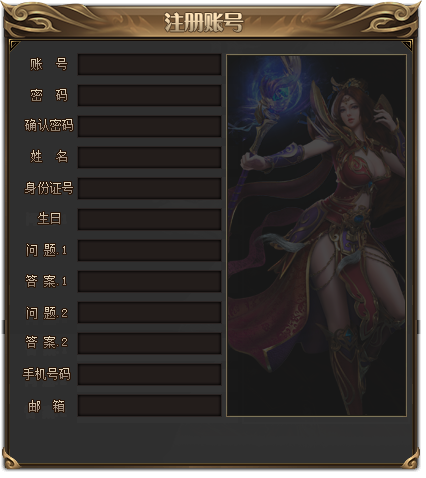 注册账号
账 号
密 码
确认密码
姓 名
身份证号
生日
问 题.1
答 案.1
问 题.2
答 案.2
手机号码
邮 箱